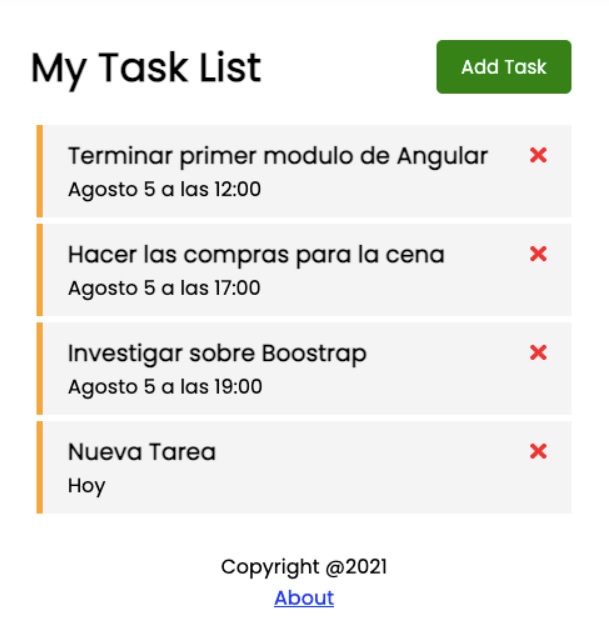 My Task List
Add Task
Terminar primer modulo de Angular
Agosto 5 a las 12:00
Hacer las compras para la cena
Agosto 5 a las 17:00
Investigar sobre Boostrap
Agosto 5 a las 19:00
Nueva Tarea
Hoy
Copyright @2021
About